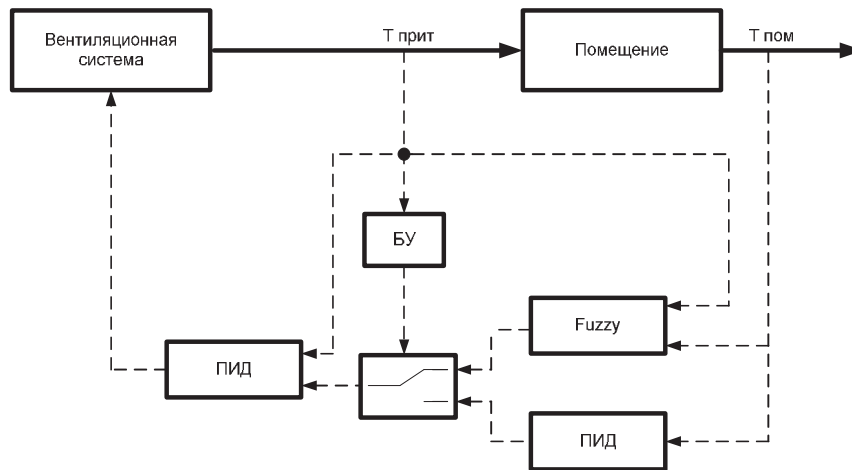 Вентиляционная
система
Т прит
Помещение
Т пом
БУ
Fuzzy
ПИД
ПИД